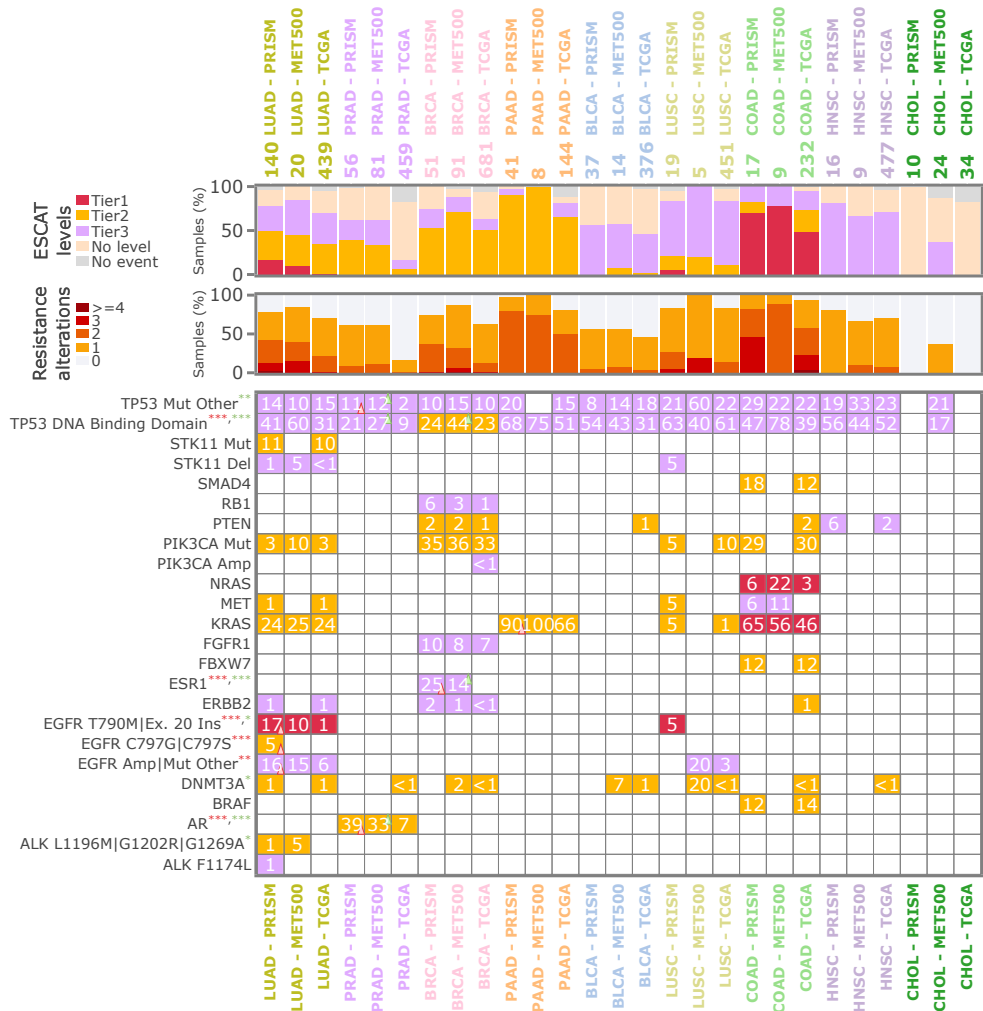 140 LUAD - PRISM
20 LUAD - MET500
439 LUAD - TCGA
56 PRAD - PRISM
81 PRAD - MET500
459 PRAD - TCGA
51 BRCA - PRISM
91 BRCA - MET500
681 BRCA - TCGA
41 PAAD - PRISM
8 PAAD - MET500
144 PAAD - TCGA
37 BLCA - PRISM
14 BLCA - MET500
376 BLCA - TCGA
19 LUSC - PRISM
5 LUSC - MET500
451 LUSC - TCGA
17 COAD - PRISM
9 COAD - MET500
232 COAD - TCGA
16 HNSC - PRISM
9 HNSC - MET500
477 HNSC - TCGA
10 CHOL - PRISM
24 CHOL - MET500
34 CHOL - TCGA
ESCAT
levels
Tier1
Tier2
Tier3
No level
No event
Samples (%)
100
50
0
Resistance
alterations
>=4
3
2
1
0
Samples (%)
100
50
0
TP53 Mut Other** 14 10 15 11 12 2 10 15 10 20 15 8 14 18 21 60 22 29 22 22 19 33 23 21
TP53 DNA Binding Domain***,*** 41 60 31 21 27 9 24 44 23 68 75 51 54 43 31 63 40 61 47 78 39 56 44 52 17
STK11 Mut 11 10
STK11 Del 1 5 <1 5
SMAD4 18 12
RB1 6 3 1
PTEN 2 2 1 1 2 6 2
PIK3CA Mut 3 10 3 35 36 33 5 10 29 30
PIK3CA Amp <1
NRAS 6 22 3
MET 1 1 5 6 11
KRAS 24 25 24 90 100 66 5 1 65 56 46
FGFR1 10 8 7
FBXW7 12 12
ESR1***,*** 25 14
ERBB2 1 1 2 1 <1 1
EGFR T790M|Ex. 20 Ins***,* 17 10 1 5
EGFR C797G|C797S*** 5
EGFR Amp|Mut Other** 16 15 6 20 3
DNMT3A* 1 1 <1 2 <1 7 1 20 <1 <1 <1
BRAF 12 14
AR***,*** 39 33 7
ALK L1196M|G1202R|G1269A* 1 5
ALK F1174L 1
LUAD - PRISM
LUAD - MET500
LUAD - TCGA
PRAD - PRISM
PRAD - MET500
PRAD - TCGA
BRCA - PRISM
BRCA - MET500
BRCA - TCGA
PAAD - PRISM
PAAD - MET500
PAAD - TCGA
BLCA - PRISM
BLCA - MET500
BLCA - TCGA
LUSC - PRISM
LUSC - MET500
LUSC - TCGA
COAD - PRISM
COAD - MET500
COAD - TCGA
HNSC - PRISM
HNSC - MET500
HNSC - TCGA
CHOL - PRISM
CHOL - MET500
CHOL - TCGA